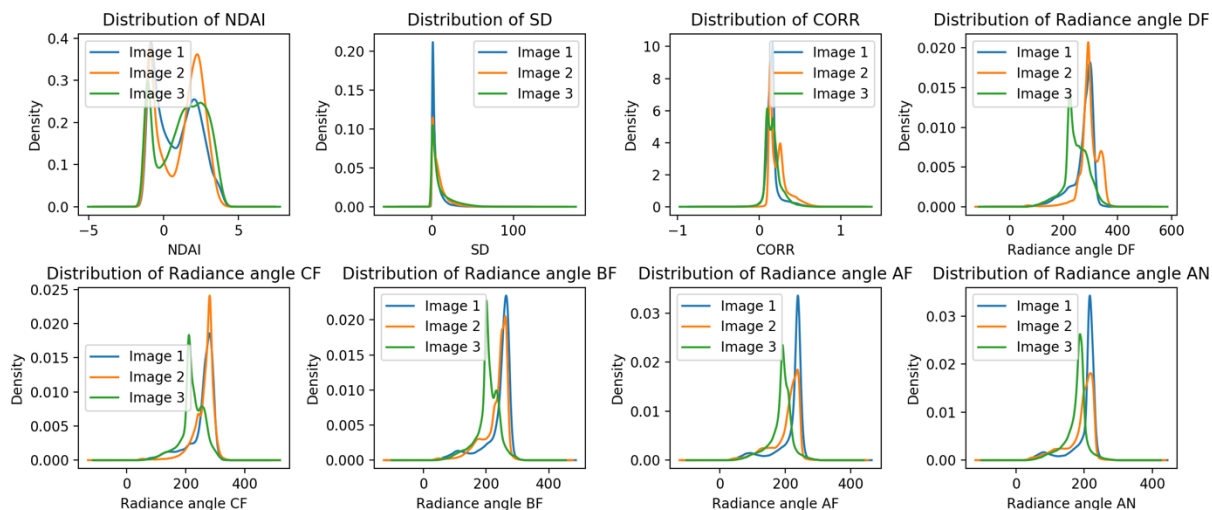 Distribution of NDAI
Distribution of SD
Distribution of CORR
Distribution of Radiance angle DF
Density
0.4
0.3
0.2
0.1
0.0
Image 1
Image 2
Image 3
−5
0
5
NDAI
Density
0.20
0.15
0.10
0.05
0.00
Image 1
Image 2
Image 3
0
100
SD
Density
10
8
6
4
2
0
Image 1
Image 2
Image 3
−1
0
1
CORR
Density
0.020
0.015
0.010
0.005
0.000
Image 1
Image 2
Image 3
0
200
400
600
Radiance angle DF
Distribution of Radiance angle CF
Distribution of Radiance angle BF
Distribution of Radiance angle AF
Distribution of Radiance angle AN
Density
0.025
0.020
0.015
0.010
0.005
0.000
Image 1
Image 2
Image 3
0
200
400
Radiance angle CF
Density
0.020
0.015
0.010
0.005
0.000
Image 1
Image 2
Image 3
0
200
400
Radiance angle BF
Density
0.03
0.02
0.01
0.00
Image 1
Image 2
Image 3
0
200
400
Radiance angle AF
Density
0.03
0.02
0.01
0.00
Image 1
Image 2
Image 3
0
200
400
Radiance angle AN